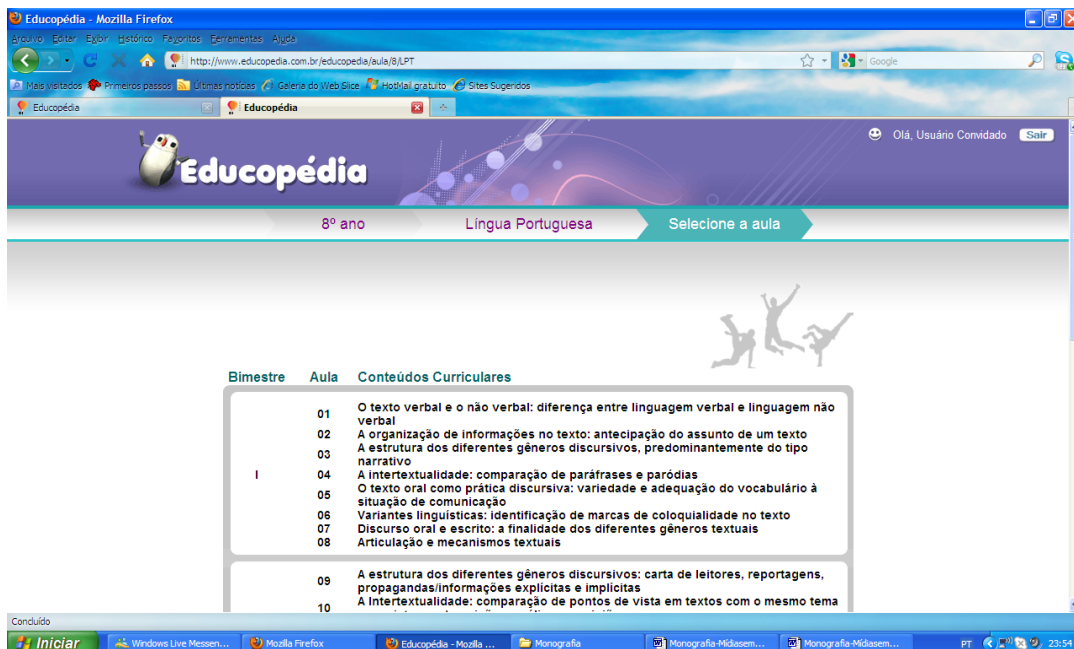 Educopédia - Mozilla Firefox
Arquivo Editar Exibir Histórico Favoritos Ferramentas Ajuda
http://www.educopedia.com.br/educopedia/aula/8/LPT
Google
Mais visitados Primeiros passos Últimas notícias Galeria do Web Slice HotMail gratuito Sites Sugeridos
Educopédia Educopédia
Olá, Usuário Convidado Sair
Educopédia
8º ano Língua Portuguesa Selecione a aula
Bimestre Aula Conteúdos Curriculares
01 O texto verbal e o não verbal: diferença entre linguagem verbal e linguagem não
verbal
02 A organização de informações no texto: antecipação do assunto de um texto
03 A estrutura dos diferentes gêneros discursivos, predominantemente do tipo
narrativo
I 04 A intertextualidade: comparação de paráfrases e paródias
05 O texto oral como prática discursiva: variedade e adequação do vocabulário à
situação de comunicação
06 Variantes linguísticas: identificação de marcas de coloquialidade no texto
07 Discurso oral e escrito: a finalidade dos diferentes gêneros textuais
08 Articulação e mecanismos textuais
09 A estrutura dos diferentes gêneros discursivos: carta de leitores, reportagens,
propagandas/informações explícitas e implícitas
10 A Intertextualidade: comparação de pontos de vista em textos com o mesmo tema
Concluído
Iniciar Windows Live Messen... Mozilla Firefox Educopédia - Mozilla ... Monografia Monografia-Mídiasem... Monografia-Mídiasem... PT 23:54